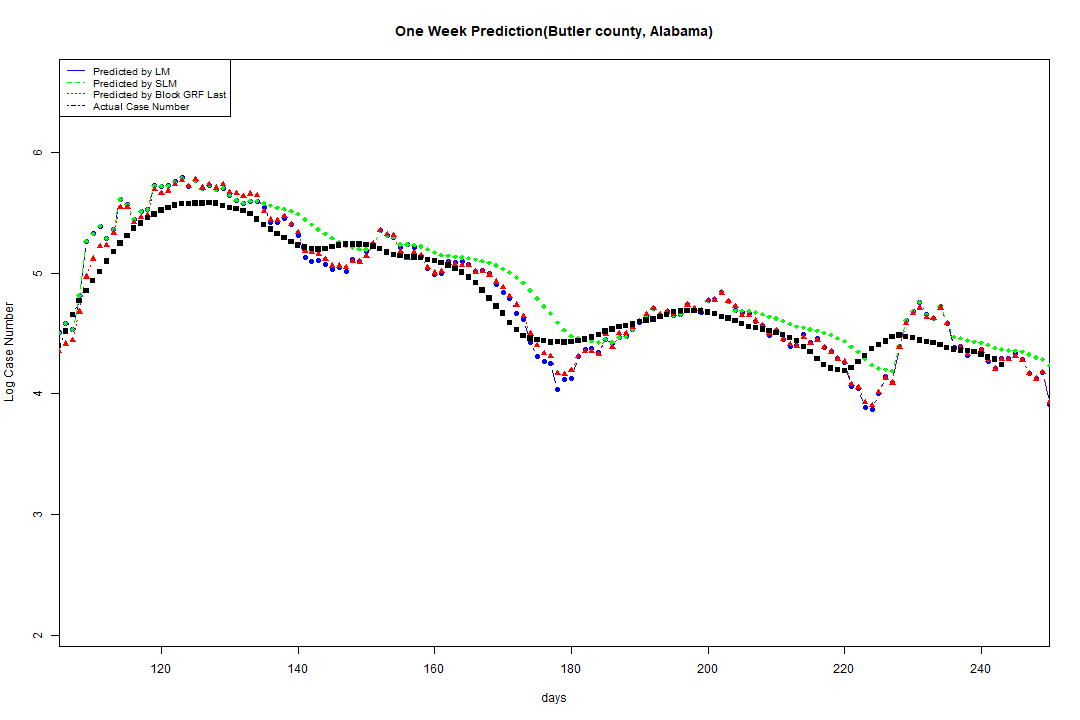 One Week Prediction(Butler county, Alabama)
Predicted by LM
Predicted by SLM
Predicted by Block GRF Last
Actual Case Number
6
5
4
3
2
Log Case Number
120 140 160 180 200 220 240
days